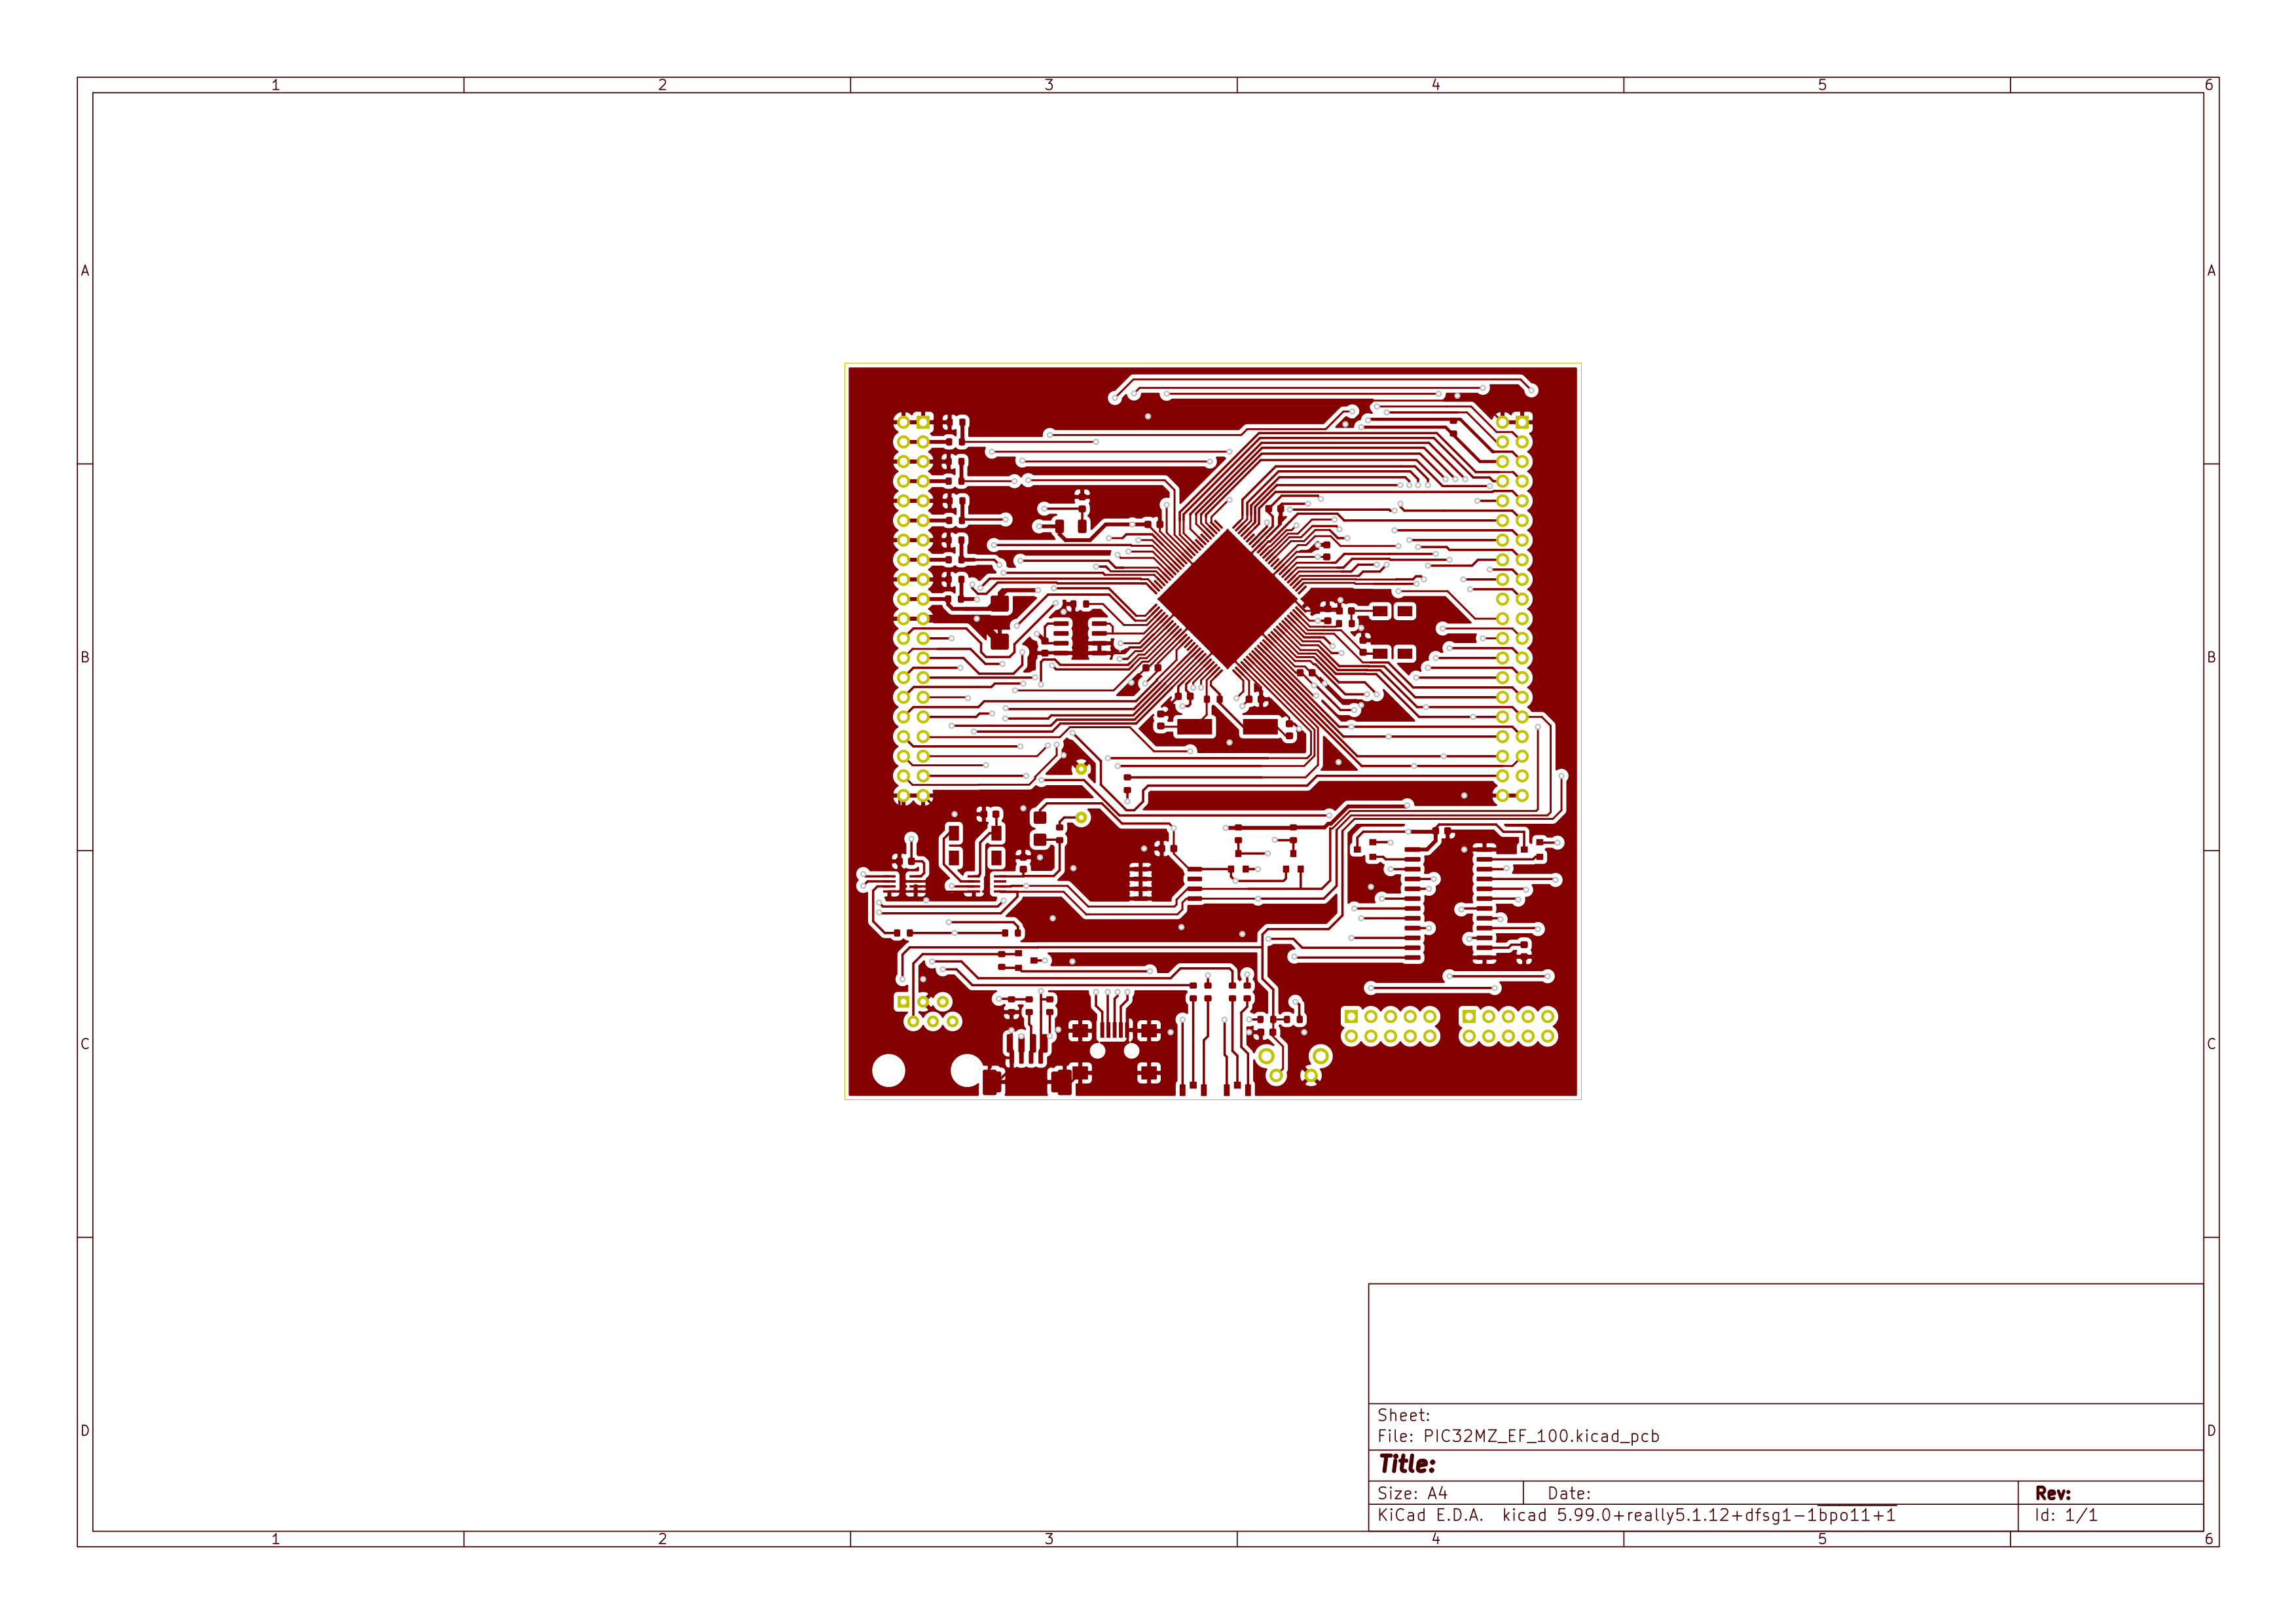 1 2 3 4 5 6
A A
B B
C C
D D
Sheet:
File: PIC32MZ_EF_100.kicad_pcb
Title:
Size: A4 Date: Rev:
KiCad E.D.A. kicad 5.99.0+really5.1.12+dfsg1-1bpo11+1 Id: 1/1
1 2 3 4 5 6